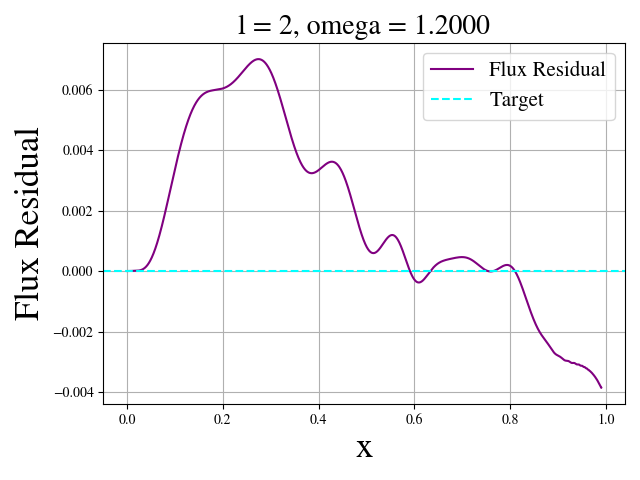 l = 2, omega = 1.2000
Flux Residual
Target
Flux Residual
0.006
0.004
0.002
0.000
−0.002
−0.004
0.0 0.2 0.4 0.6 0.8 1.0
x